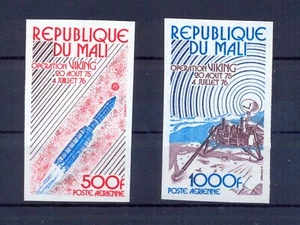 REPUBLIQUE
DU MALI
OPERATION VIKING
20 AOUT 75
4 JUILLET 76
500F
POSTE AERIENNE
REPUBLIQUE
DU MALI
OPERATION VIKING
20 AOUT 75
4 JUILLET 76
1000F
POSTE AERIENNE